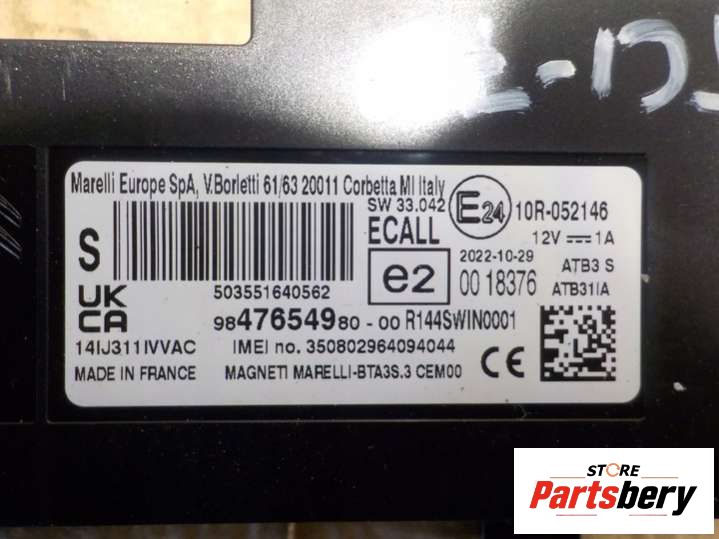 Marelli Europe SpA, V.Borletti 61/63 20011 Corbetta MI Italy
SW 33.042
E24
10R-052146
ECALL
12V 1A
S
2022-10-29
ATB3 S
e2
00 18376
ATB31IA
503551640562
UK
CA
9847654980-00 R144SWIN0001
14IJ311IVVAC
IMEI no. 350802964094044
MADE IN FRANCE
MAGNETI MARELLI-BTA3S.3 CEM00
STORE
Partsbery